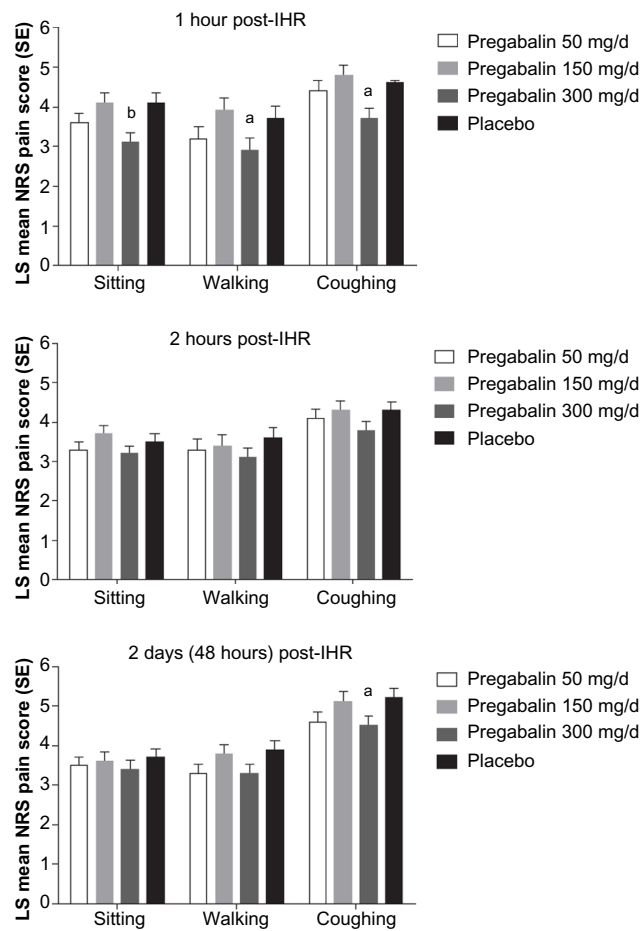 1 hour post-IHR
LS mean NRS pain score (SE)
6
5
4
3
2
1
0
b
a
a
Sitting
Walking
Coughing
Pregabalin 50 mg/d
Pregabalin 150 mg/d
Pregabalin 300 mg/d
Placebo
2 hours post-IHR
LS mean NRS pain score (SE)
6
5
4
3
2
1
0
Sitting
Walking
Coughing
Pregabalin 50 mg/d
Pregabalin 150 mg/d
Pregabalin 300 mg/d
Placebo
2 days (48 hours) post-IHR
LS mean NRS pain score (SE)
6
5
4
3
2
1
0
a
Sitting
Walking
Coughing
Pregabalin 50 mg/d
Pregabalin 150 mg/d
Pregabalin 300 mg/d
Placebo